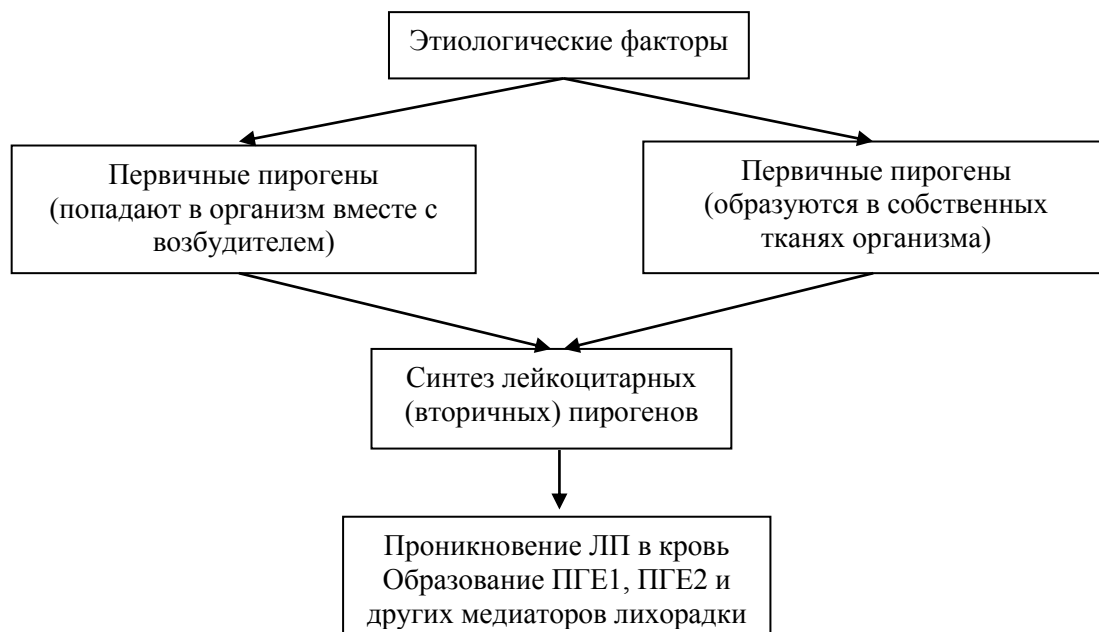 Этиологические факторы
Первичные пирогены
(попадают в организм вместе с
возбудителем)
Первичные пирогены
(образуются в собственных
тканях организма)
Синтез лейкоцитарных
(вторичных) пирогенов
Проникновение ЛП в кровь
Образование ПГЕ1, ПГЕ2 и
других медиаторов лихорадки